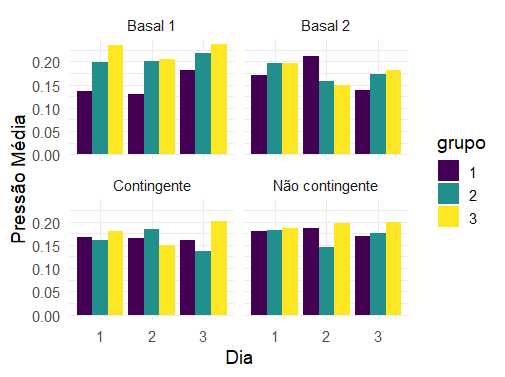 Basal 1
Basal 2
0.20
0.15
0.10
0.05
0.00
Contingente
Não contingente
0.20
0.15
0.10
0.05
0.00
1 2 3
1 2 3
Dia
Pressão Média
grupo
1
2
3